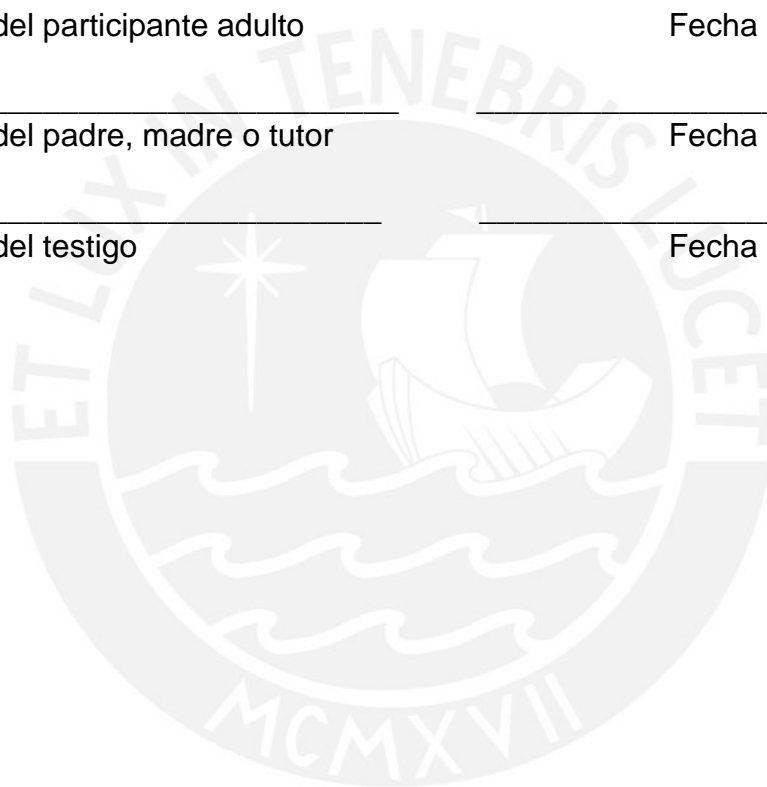 del participante adulto Fecha
del padre, madre o tutor Fecha
del testigo Fecha
ET LUX IN TENEBRIS LUCET
MCMXVII